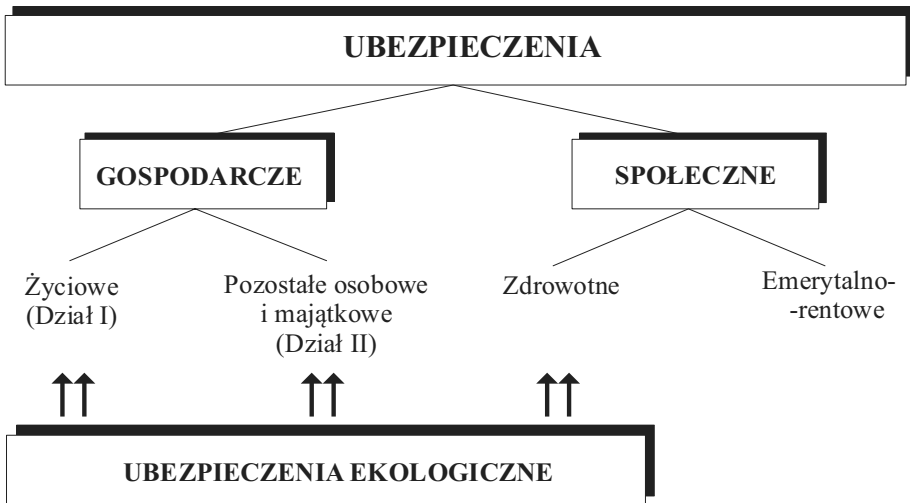 UBEZPIECZENIA
GOSPODARCZE
SPOŁECZNE
Życiowe
(Dział I)
Pozostałe osobowe
i majątkowe
(Dział II)
Zdrowotne
Emerytalno-
-rentowe
UBEZPIECZENIA EKOLOGICZNE